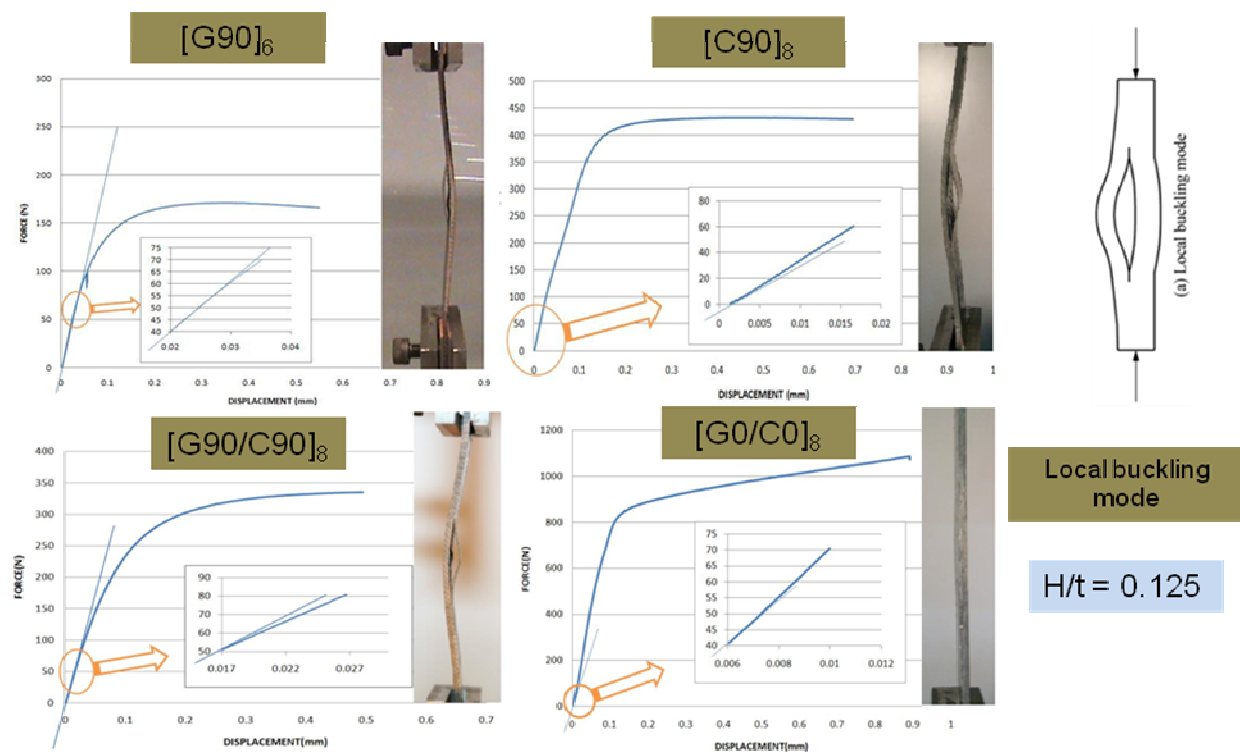 [G90]6
300
250
200
150
100
50
0
FORCE (N)
0 0.1 0.2 0.3 0.4 0.5 0.6 0.7 0.8 0.9
DISPLACEMENT (mm)
75
70
65
60
55
50
45
40
0.02 0.03 0.04
[C90]8
500
450
400
350
300
250
200
150
100
50
0
0 0.1 0.2 0.3 0.4 0.5 0.6 0.7 0.8 0.9 1
DISPLACEMENT (mm)
80
60
40
20
0
0 0.005 0.01 0.015 0.02
(a) Local buckling mode
[G90/C90]8
400
350
300
250
200
150
100
50
0
FORCE(N)
0 0.1 0.2 0.3 0.4 0.5 0.6 0.7
DISPLACEMENT(mm)
90
80
70
60
50
0.017 0.022 0.027
[G0/C0]8
1200
1000
800
600
400
200
0
FORCE(N)
0 0.1 0.2 0.3 0.4 0.5 0.6 0.7 0.8 0.9 1
DISPLACEMENT (mm)
75
70
65
60
55
50
45
40
0.006 0.008 0.01 0.012
Local buckling
mode
H/t = 0.125